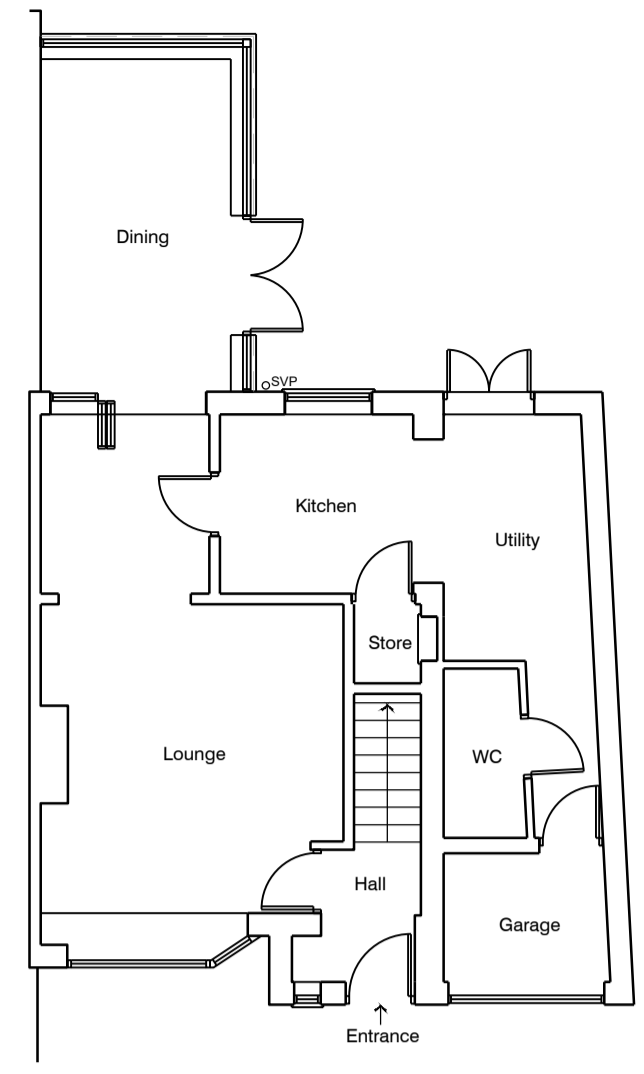 Dining
SVP
Kitchen
Utility
Store
Lounge
WC
Hall
Garage
Entrance